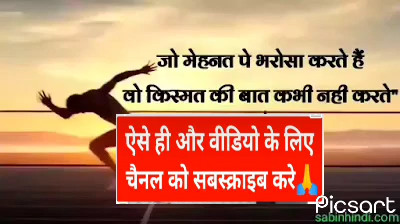 जो मेहनत पे भरोसा करते हैं
वो किस्मत की बात कभी नही करते"
ऐसे ही और वीडियो के लिए
चैनल को सबस्क्राइब करे🙏
Picsart
sabinhindi.com